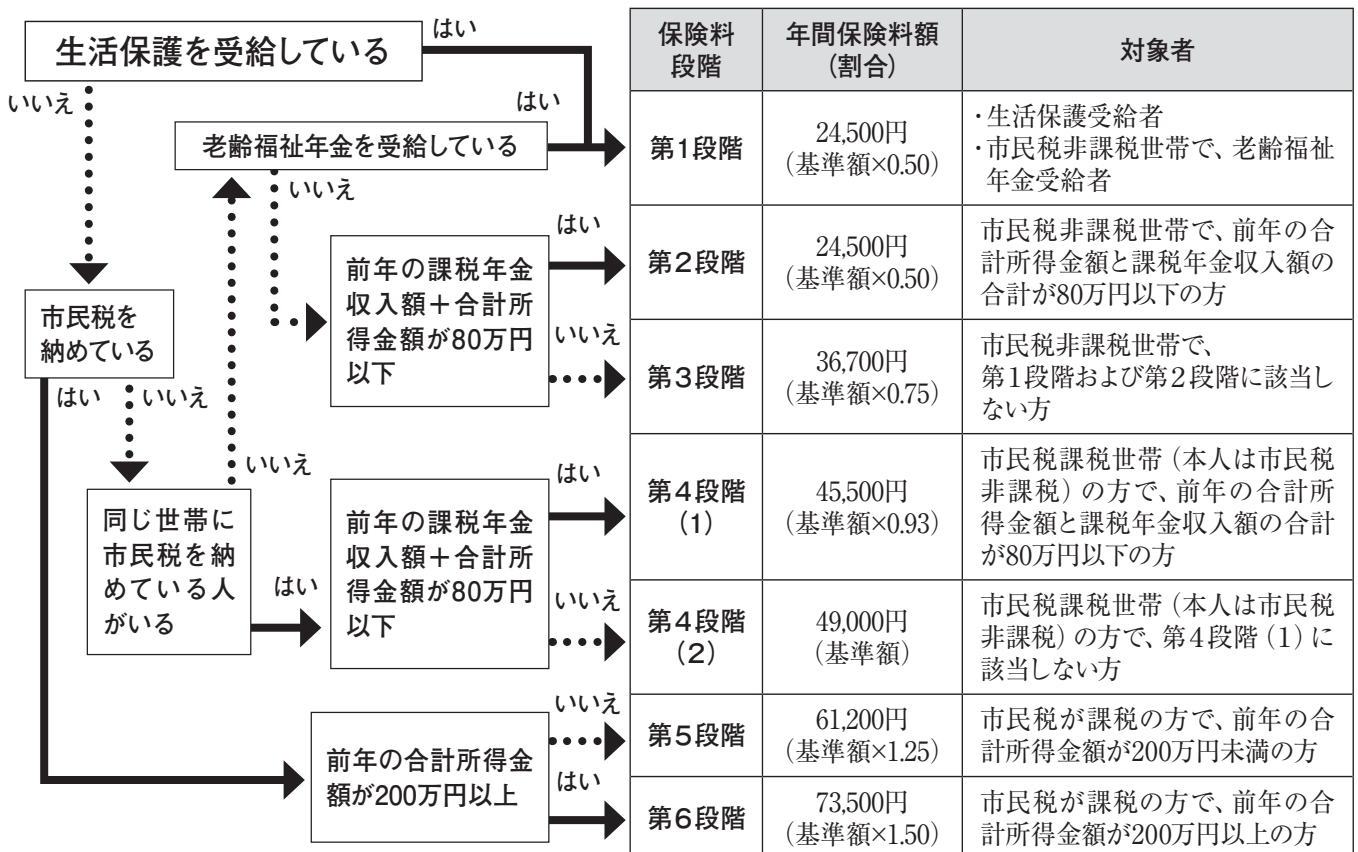 生活保護を受給している
はい
いいえ
はい
老齢福祉年金を受給している
いいえ
はい
前年の課税年金
収入額＋合計所
得金額が80万円
以下
いいえ
市民税を
納めている
はい
いいえ
いいえ
同じ世帯に
市民税を納
めている人
がいる
はい
前年の課税年金
収入額＋合計所
得金額が80万円
以下
はい
いいえ
前年の合計所得金
額が200万円以上
いいえ
はい
保険料
段階
年間保険料額
（割合）
対象者
第1段階
24,500円
（基準額×0.50）
・生活保護受給者
・市民税非課税世帯で、老齢福祉
年金受給者
第2段階
24,500円
（基準額×0.50）
市民税非課税世帯で、前年の合
計所得金額と課税年金収入額の
合計が80万円以下の方
第3段階
36,700円
（基準額×0.75）
市民税非課税世帯で、
第1段階および第2段階に該当し
ない方
第4段階
（1）
45,500円
（基準額×0.93）
市民税課税世帯（本人は市民税
非課税）の方で、前年の合計所
得金額と課税年金収入額の合計
が80万円以下の方
第4段階
（2）
49,000円
（基準額）
市民税課税世帯（本人は市民税
非課税）の方で、第4段階（1）に
該当しない方
第5段階
61,200円
（基準額×1.25）
市民税が課税の方で、前年の合
計所得金額が200万円未満の方
第6段階
73,500円
（基準額×1.50）
市民税が課税の方で、前年の合
計所得金額が200万円以上の方